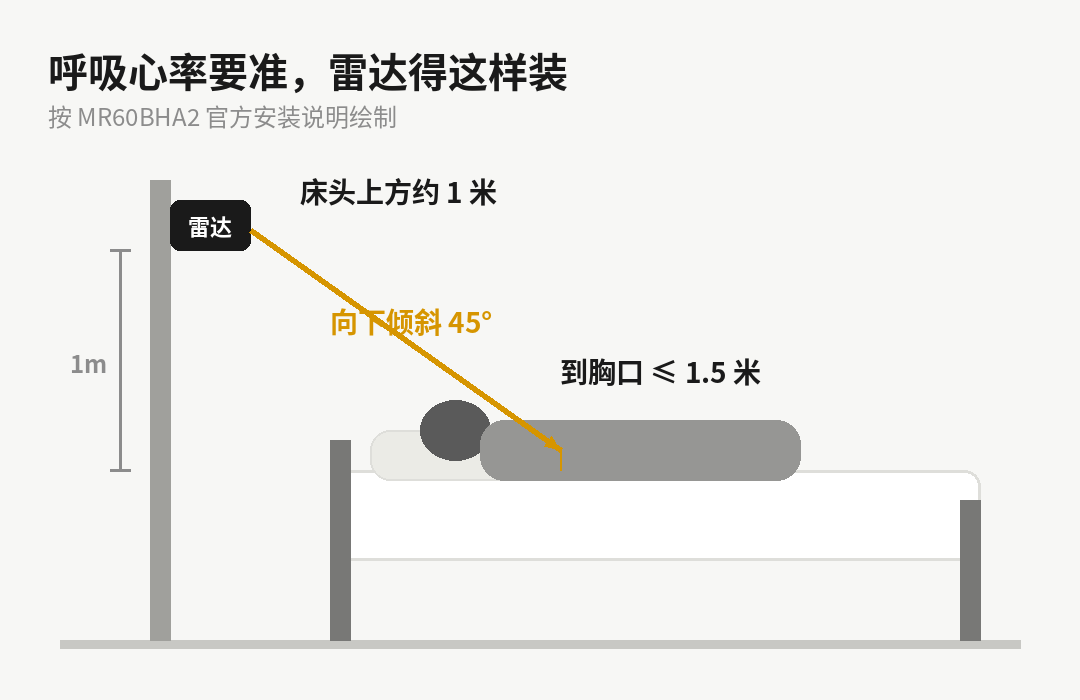 呼吸心率要准，雷达得这样装
按 MR60BHA2 官方安装说明绘制
床头上方约 1 米
雷达
向下倾斜 45°
1m
到胸口 ≤ 1.5 米